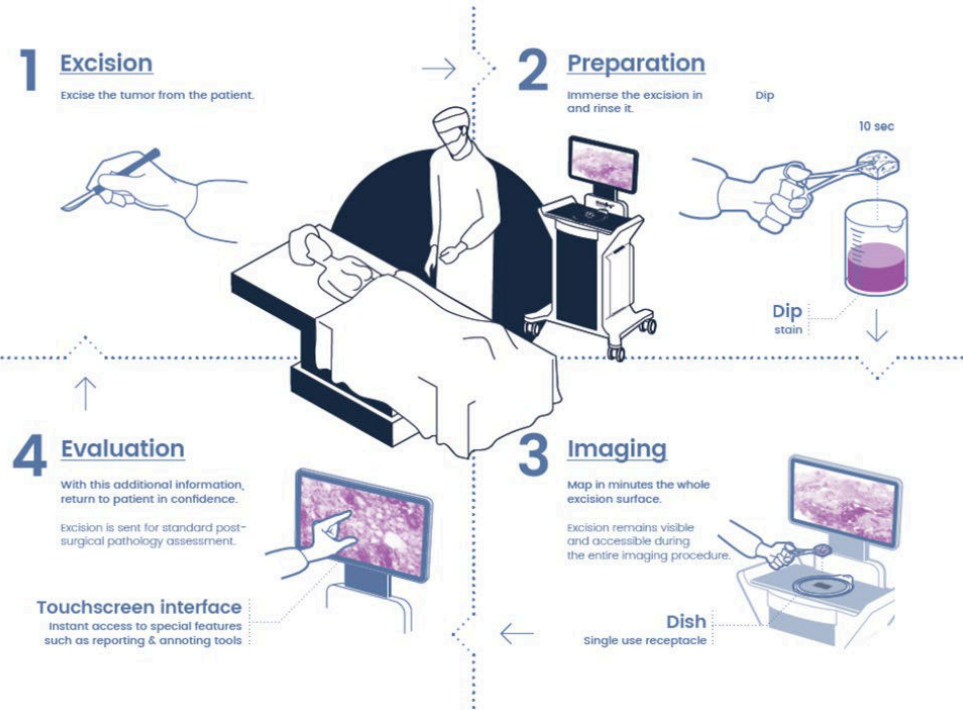 1 Excision
Excise the tumor from the patient.
2 Preparation
Immerse the excision in Dip
and rinse it.
10 sec
Dip
stain
3 Imaging
Map in minutes the whole
excision surface.
Excision remains visible
and accessible during
the entire imaging procedure.
Dish
Single use receptacle
4 Evaluation
With this additional information,
return to patient in confidence.
Excision is sent for standard post-
surgical pathology assessment.
Touchscreen interface
Instant access to special features
such as reporting & annoting tools